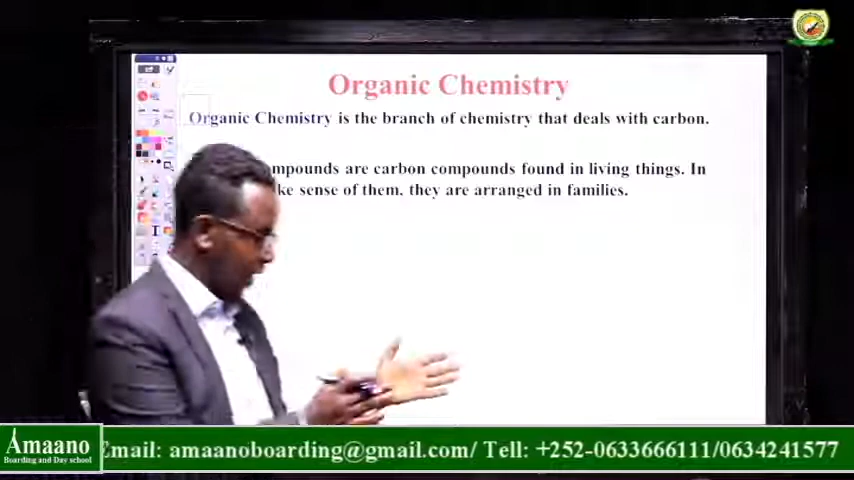 Organic Chemistry
Organic Chemistry is the branch of chemistry that deals with carbon.
mpounds are carbon compounds found in living things. In
ke sense of them, they are arranged in families.
Amaano
Boarding and Day school
Email: amaanoboarding@gmail.com/ Tell: +252-0633666111/0634241577